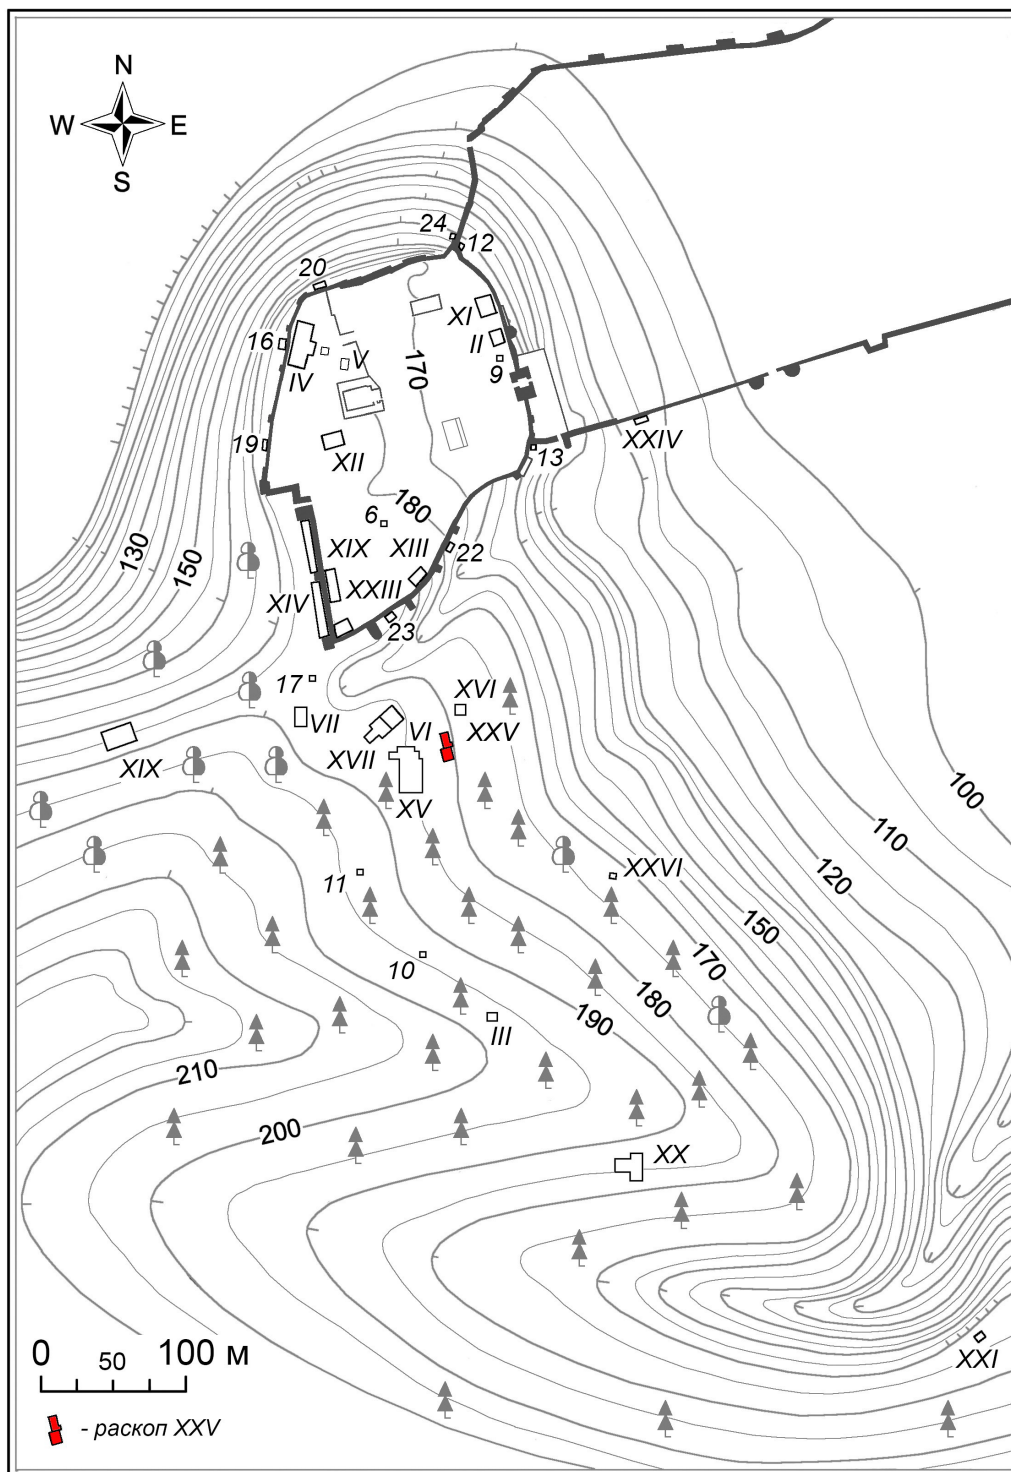 N
W E
S
24
12
20
XI
16
II
V
170
IV
9
XXIV
19
XII
13
180
6
XIX
XIII
22
130
150
XXIII
XIV
23
17
XVI
VII
VI
XXV
XIX
XVII
100
XV
110
XXVI
11
120
150
10
170
180
190
III
210
200
XX
0 50 100 м
XXI
- раскоп XXV